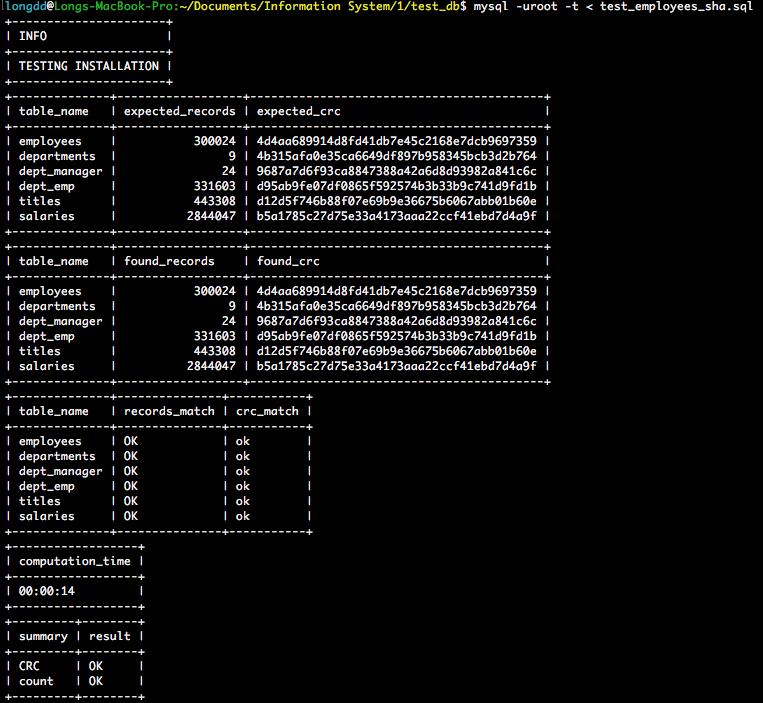 longdd@Longs-MacBook-Pro:~/Documents/Information System/1/test_db$ mysql -uroot -t < test_employees_sha.sql
+----------------------+
| INFO                 |
+----------------------+
| TESTING INSTALLATION |
+----------------------+
+--------------+------------------+------------------------------------------+
| table_name   | expected_records | expected_crc                             |
+--------------+------------------+------------------------------------------+
| employees    |           300024 | 4d4aa689914d8fd41db7e45c2168e7dcb9697359 |
| departments  |                9 | 4b315afa0e35ca6649df897b958345bcb3d2b764 |
| dept_manager |               24 | 9687a7d6f93ca8847388a42a6d8d93982a841c6c |
| dept_emp     |           331603 | d95ab9fe07df0865f592574b3b33b9c741d9fd1b |
| titles       |           443308 | d12d5f746b88f07e69b9e36675b6067abb01b60e |
| salaries     |          2844047 | b5a1785c27d75e33a4173aaa22ccf41ebd7d4a9f |
+--------------+------------------+------------------------------------------+
+--------------+------------------+------------------------------------------+
| table_name   | found_records    | found_crc                                |
+--------------+------------------+------------------------------------------+
| employees    |           300024 | 4d4aa689914d8fd41db7e45c2168e7dcb9697359 |
| departments  |                9 | 4b315afa0e35ca6649df897b958345bcb3d2b764 |
| dept_manager |               24 | 9687a7d6f93ca8847388a42a6d8d93982a841c6c |
| dept_emp     |           331603 | d95ab9fe07df0865f592574b3b33b9c741d9fd1b |
| titles       |           443308 | d12d5f746b88f07e69b9e36675b6067abb01b60e |
| salaries     |          2844047 | b5a1785c27d75e33a4173aaa22ccf41ebd7d4a9f |
+--------------+------------------+------------------------------------------+
+--------------+---------------+-----------+
| table_name   | records_match | crc_match |
+--------------+---------------+-----------+
| employees    | OK            | ok        |
| departments  | OK            | ok        |
| dept_manager | OK            | ok        |
| dept_emp     | OK            | ok        |
| titles       | OK            | ok        |
| salaries     | OK            | ok        |
+--------------+---------------+-----------+
+------------------+
| computation_time |
+------------------+
| 00:00:14         |
+------------------+
+---------+--------+
| summary | result |
+---------+--------+
| CRC     | OK     |
| count   | OK     |
+---------+--------+